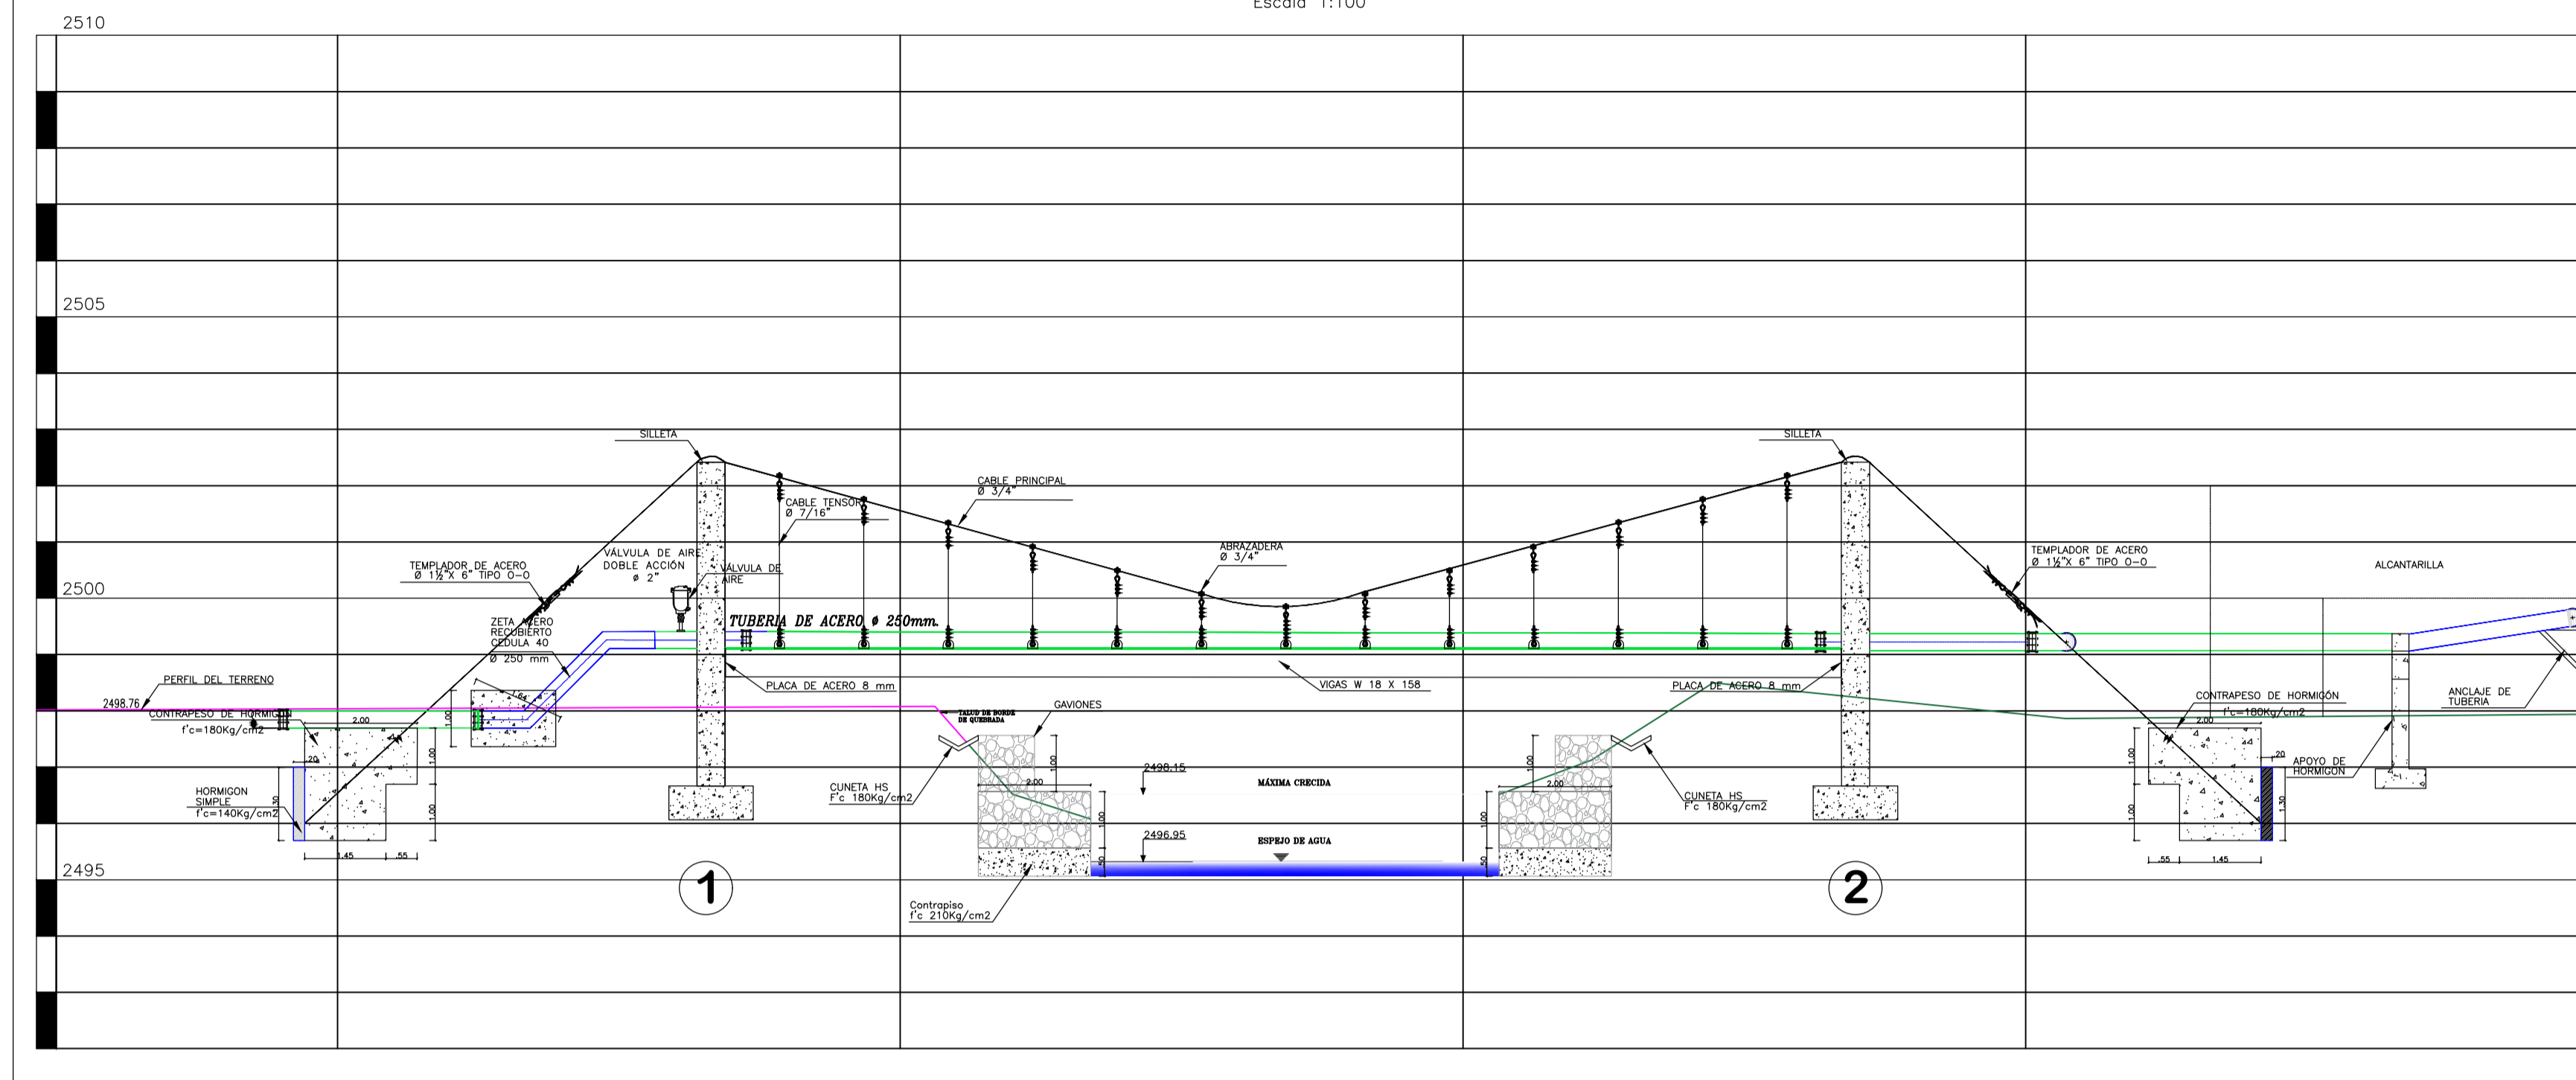 Escala 1:100
2510
2505
2500
2495
SILLETA
SILLETA
CABLE PRINCIPAL
Ø 3/4"
CABLE TENSOR
Ø 7/16"
ABRAZADERA
Ø 3/4"
VÁLVULA DE AIRE
DOBLE ACCIÓN
ø 2"
VÁLVULA DE
AIRE
TEMPLADOR DE ACERO
Ø 1½"X 6" TIPO O-O
TEMPLADOR DE ACERO
Ø 1½"X 6" TIPO O-O
ALCANTARILLA
ZETA ACERO
RECUBIERTO
CEDULA 40
Ø 250 mm
TUBERIA DE ACERO ø 250mm.
PERFIL DEL TERRENO
2498.76
PLACA DE ACERO 8 mm
VIGAS W 18 X 158
PLACA DE ACERO 8 mm
CONTRAPESO DE HORMIGON
f'c=180Kg/cm2
CONTRAPESO DE HORMIGÓN
f'c=180Kg/cm2
ANCLAJE DE
TUBERIA
TALUD DE BORDE
DE QUEBRADA
GAVIONES
1.64
1.00
2.00
1.00
1.00
.20
1.30
1.45
.55
HORMIGON
SIMPLE
f'c=140Kg/cm2
CUNETA HS
F'c 180Kg/cm2
1.00
2.00
1.00
.50
2498.15
MÁXIMA CRECIDA
2496.95
ESPEJO DE AGUA
1.00
2.00
1.00
.50
CUNETA HS
F'c 180Kg/cm2
2.00
1.00
1.00
.20
1.30
.55
1.45
APOYO DE
HORMIGON
Contrapiso
f'c 210Kg/cm2
1
2